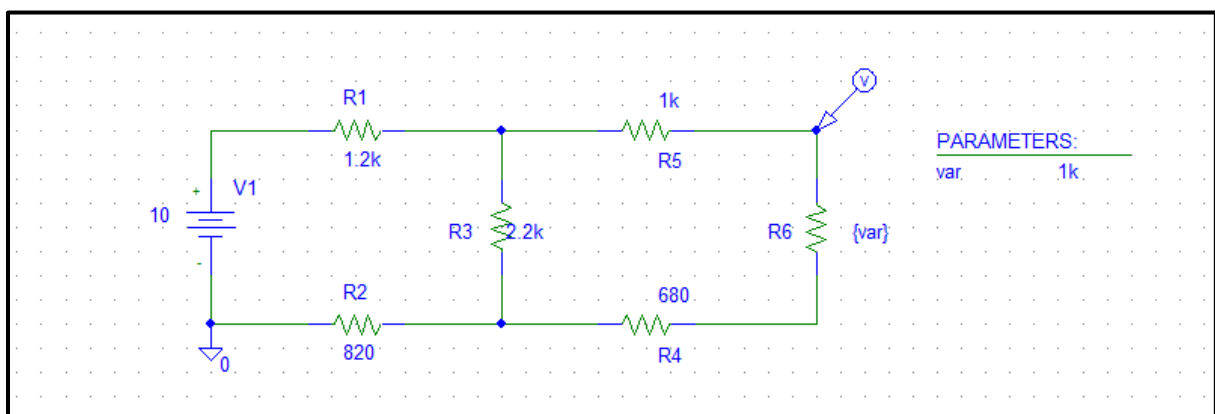 V
R1
1k
1.2k
R5
PARAMETERS:
var 1k
+
V1
10
R3 2.2k
R6 {var}
-
R2
680
820
R4
0